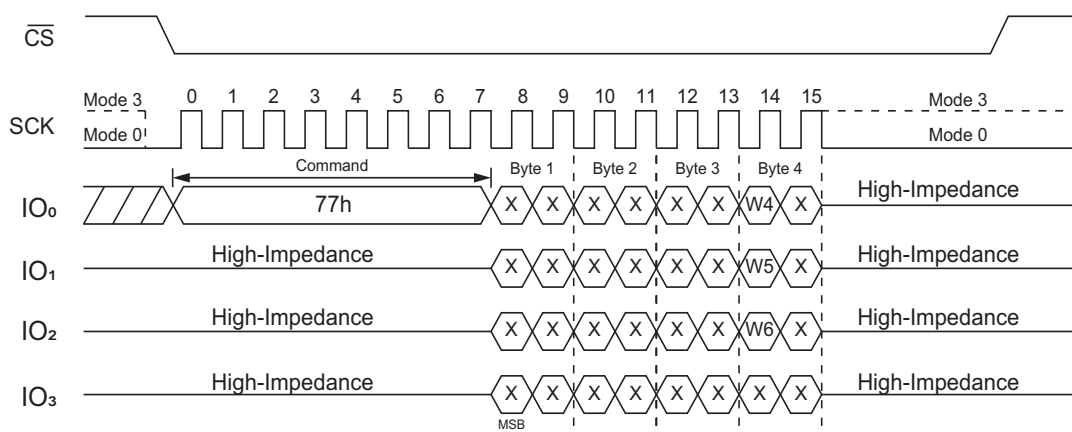 CS
0 1 2 3 4 5 6 7 8 9 10 11 12 13 14 15
Mode 3 Mode 3
SCK
Mode 0 Mode 0
Command Byte 1 Byte 2 Byte 3 Byte 4
IO₀ 77h X X X X X X W4 X High-Impedance
IO₁ High-Impedance X X X X X X W5 X High-Impedance
IO₂ High-Impedance X X X X X X W6 X High-Impedance
IO₃ High-Impedance X X X X X X X X High-Impedance
MSB